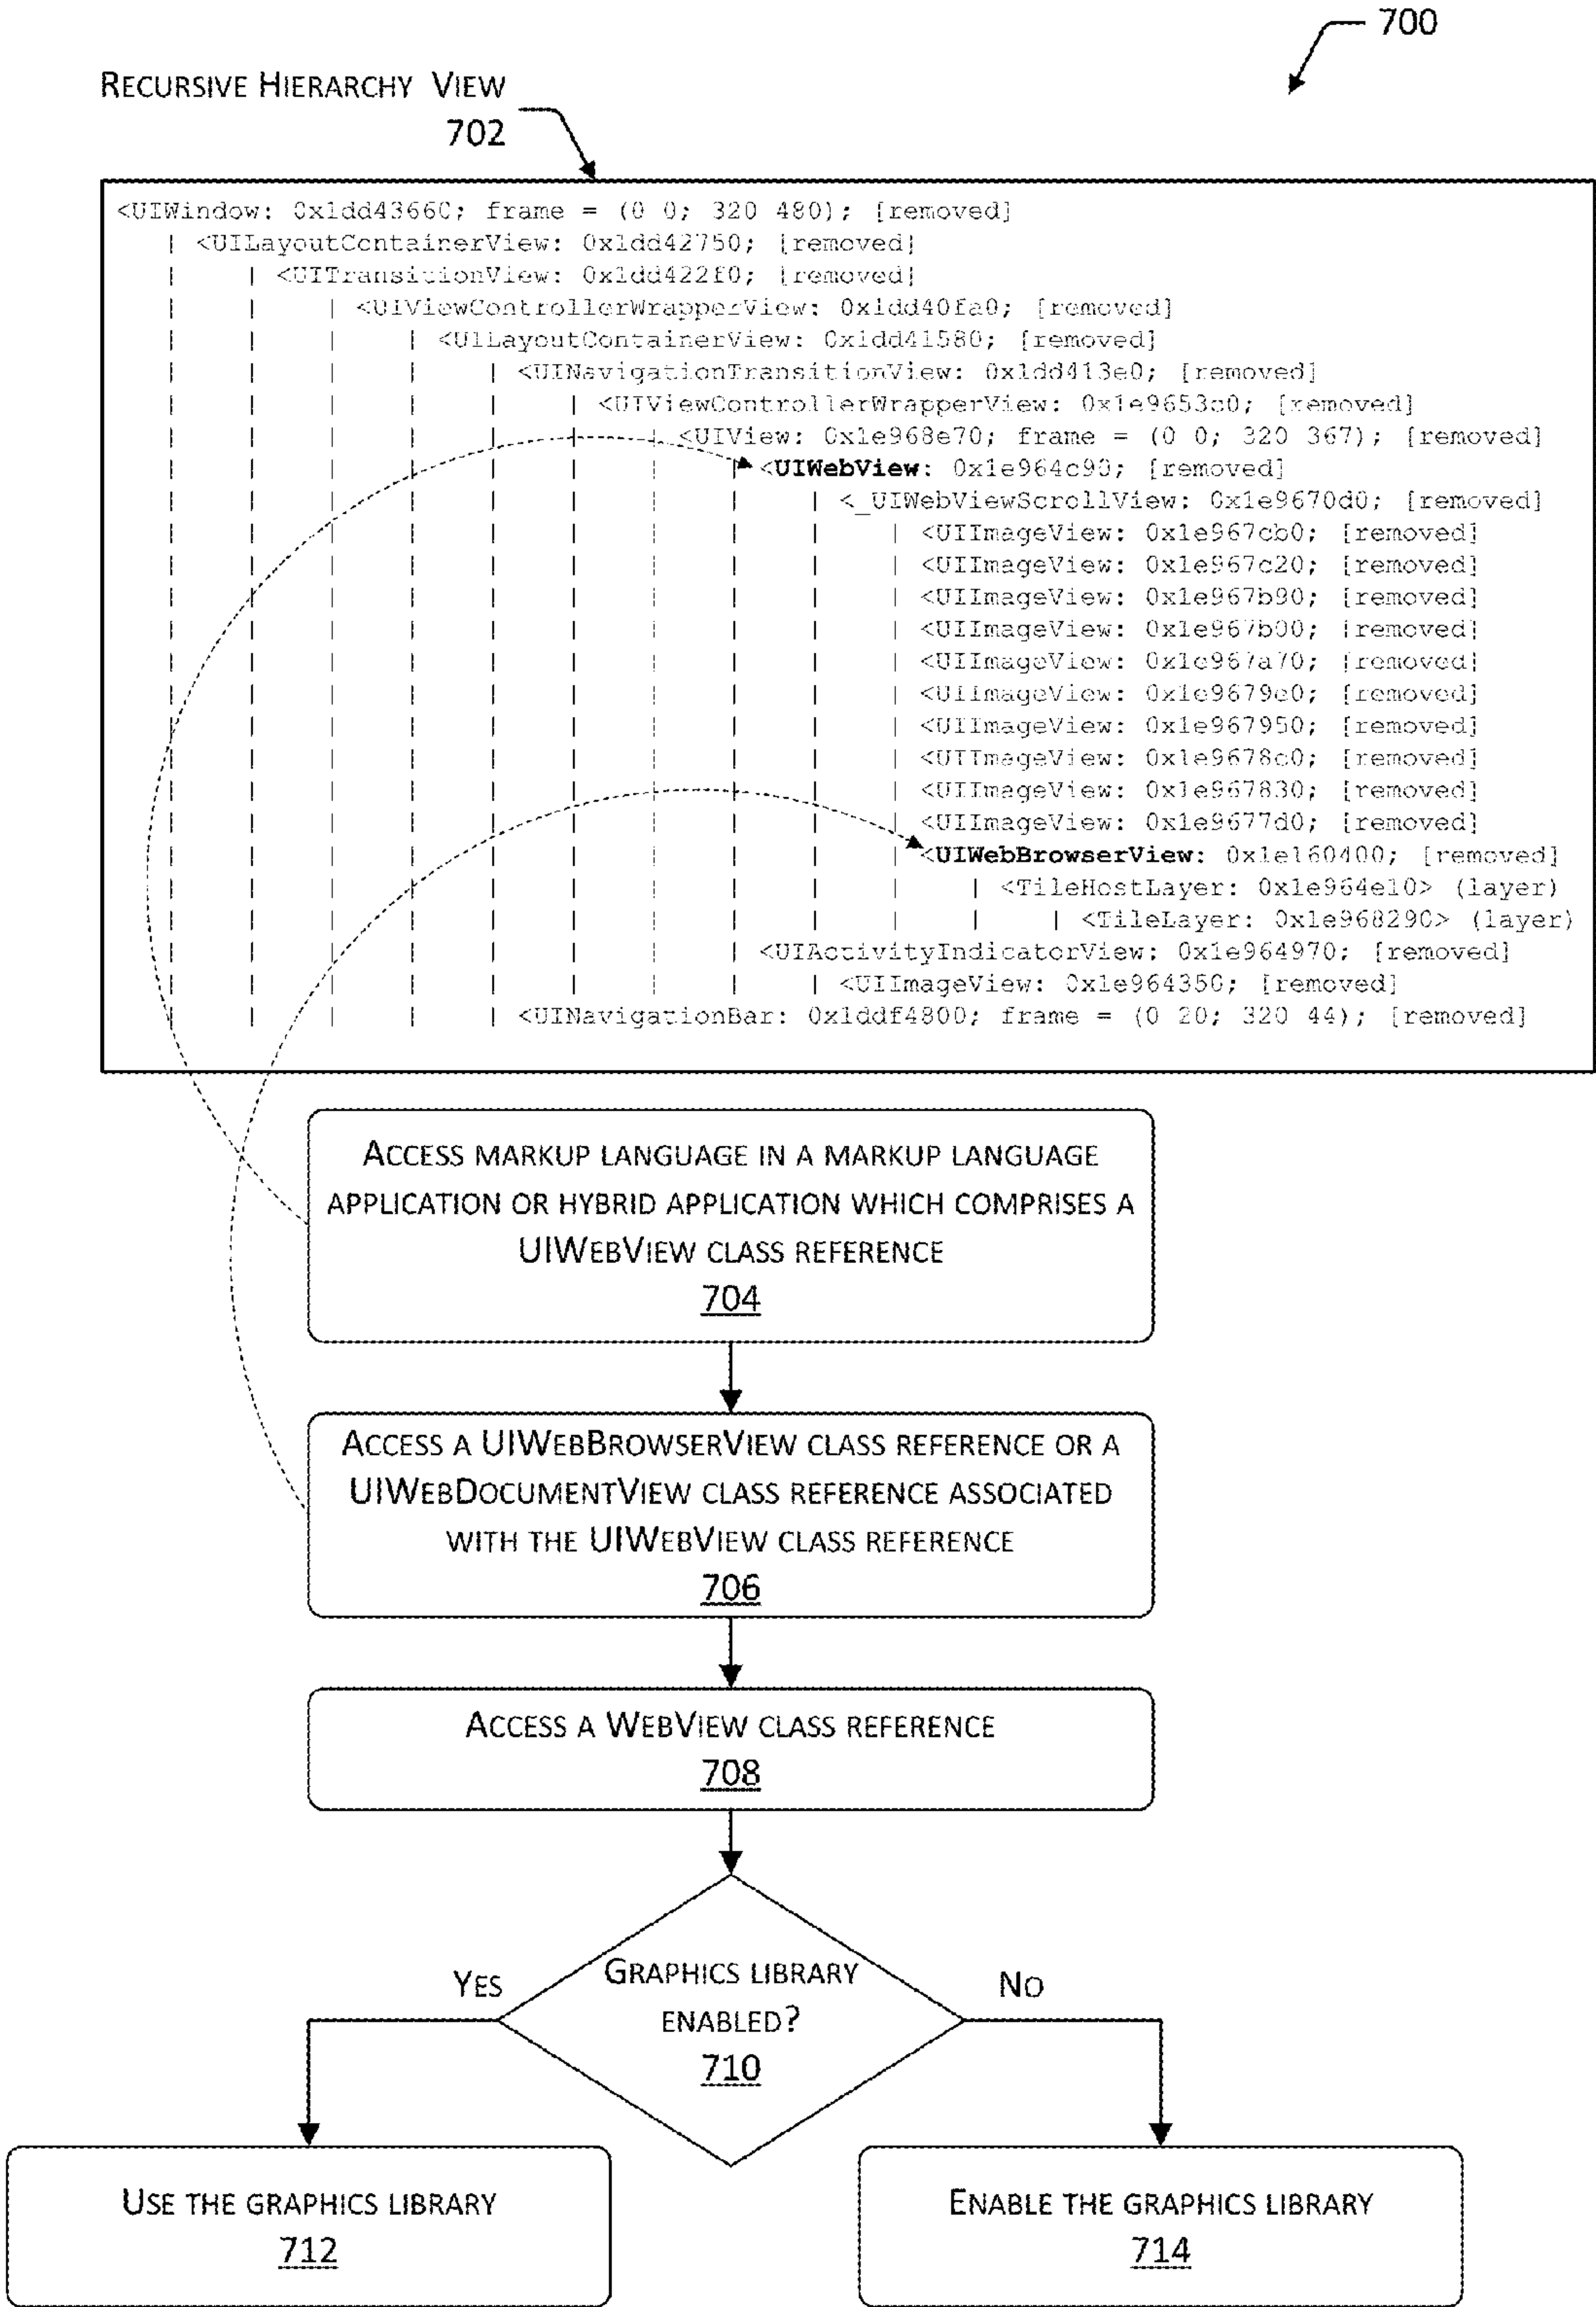 700
RECURSIVE HIERARCHY VIEW
702
<UIWindow: 0x1dd43660; frame = (0 0; 320 480); [removed]
| <UILayoutContainerView: 0x1dd42750; [removed]
| | <UITransitionView: 0x1dd422f0; [removed]
| | | <UIViewControllerWrapperView: 0x1dd40fa0; [removed]
| | | | <UILayoutContainerView: 0x1dd41580; [removed]
| | | | | <UINavigationTransitionView: 0x1dd413e0; [removed]
| | | | | | <UIViewControllerWrapperView: 0x1e9653c0; [removed]
| | | | | | | <UIView: 0x1e968e70; frame = (0 0; 320 367); [removed]
| | | | | | | | <UIWebView: 0x1e964c90; [removed]
| | | | | | | | | <_UIWebViewScrollView: 0x1e9670d0; [removed]
| | | | | | | | | | <UIImageView: 0x1e967cb0; [removed]
| | | | | | | | | | <UIImageView: 0x1e967c20; [removed]
| | | | | | | | | | <UIImageView: 0x1e967b90; [removed]
| | | | | | | | | | <UIImageView: 0x1e967b00; [removed]
| | | | | | | | | | <UIImageView: 0x1e967a70; [removed]
| | | | | | | | | | <UIImageView: 0x1e9679e0; [removed]
| | | | | | | | | | <UIImageView: 0x1e967950; [removed]
| | | | | | | | | | <UIImageView: 0x1e9678c0; [removed]
| | | | | | | | | | <UIImageView: 0x1e967830; [removed]
| | | | | | | | | | <UIImageView: 0x1e9677d0; [removed]
| | | | | | | | | | <UIWebBrowserView: 0x1e160400; [removed]
| | | | | | | | | | | <TileHostLayer: 0x1e964e10> (layer)
| | | | | | | | | | | | <TileLayer: 0x1e968290> (layer)
| | | | | | | | <UIActivityIndicatorView: 0x1e964970; [removed]
| | | | | | | | | <UIImageView: 0x1e964350; [removed]
| | | | | <UINavigationBar: 0x1ddf4800; frame = (0 20; 320 44); [removed]
ACCESS MARKUP LANGUAGE IN A MARKUP LANGUAGE
APPLICATION OR HYBRID APPLICATION WHICH COMPRISES A
UIWEBVIEW CLASS REFERENCE
704
ACCESS A UIWEBBROWSERVIEW CLASS REFERENCE OR A
UIWEBDOCUMENTVIEW CLASS REFERENCE ASSOCIATED
WITH THE UIWEBVIEW CLASS REFERENCE
706
ACCESS A WEBVIEW CLASS REFERENCE
708
YES
GRAPHICS LIBRARY
ENABLED?
710
NO
USE THE GRAPHICS LIBRARY
712
ENABLE THE GRAPHICS LIBRARY
714